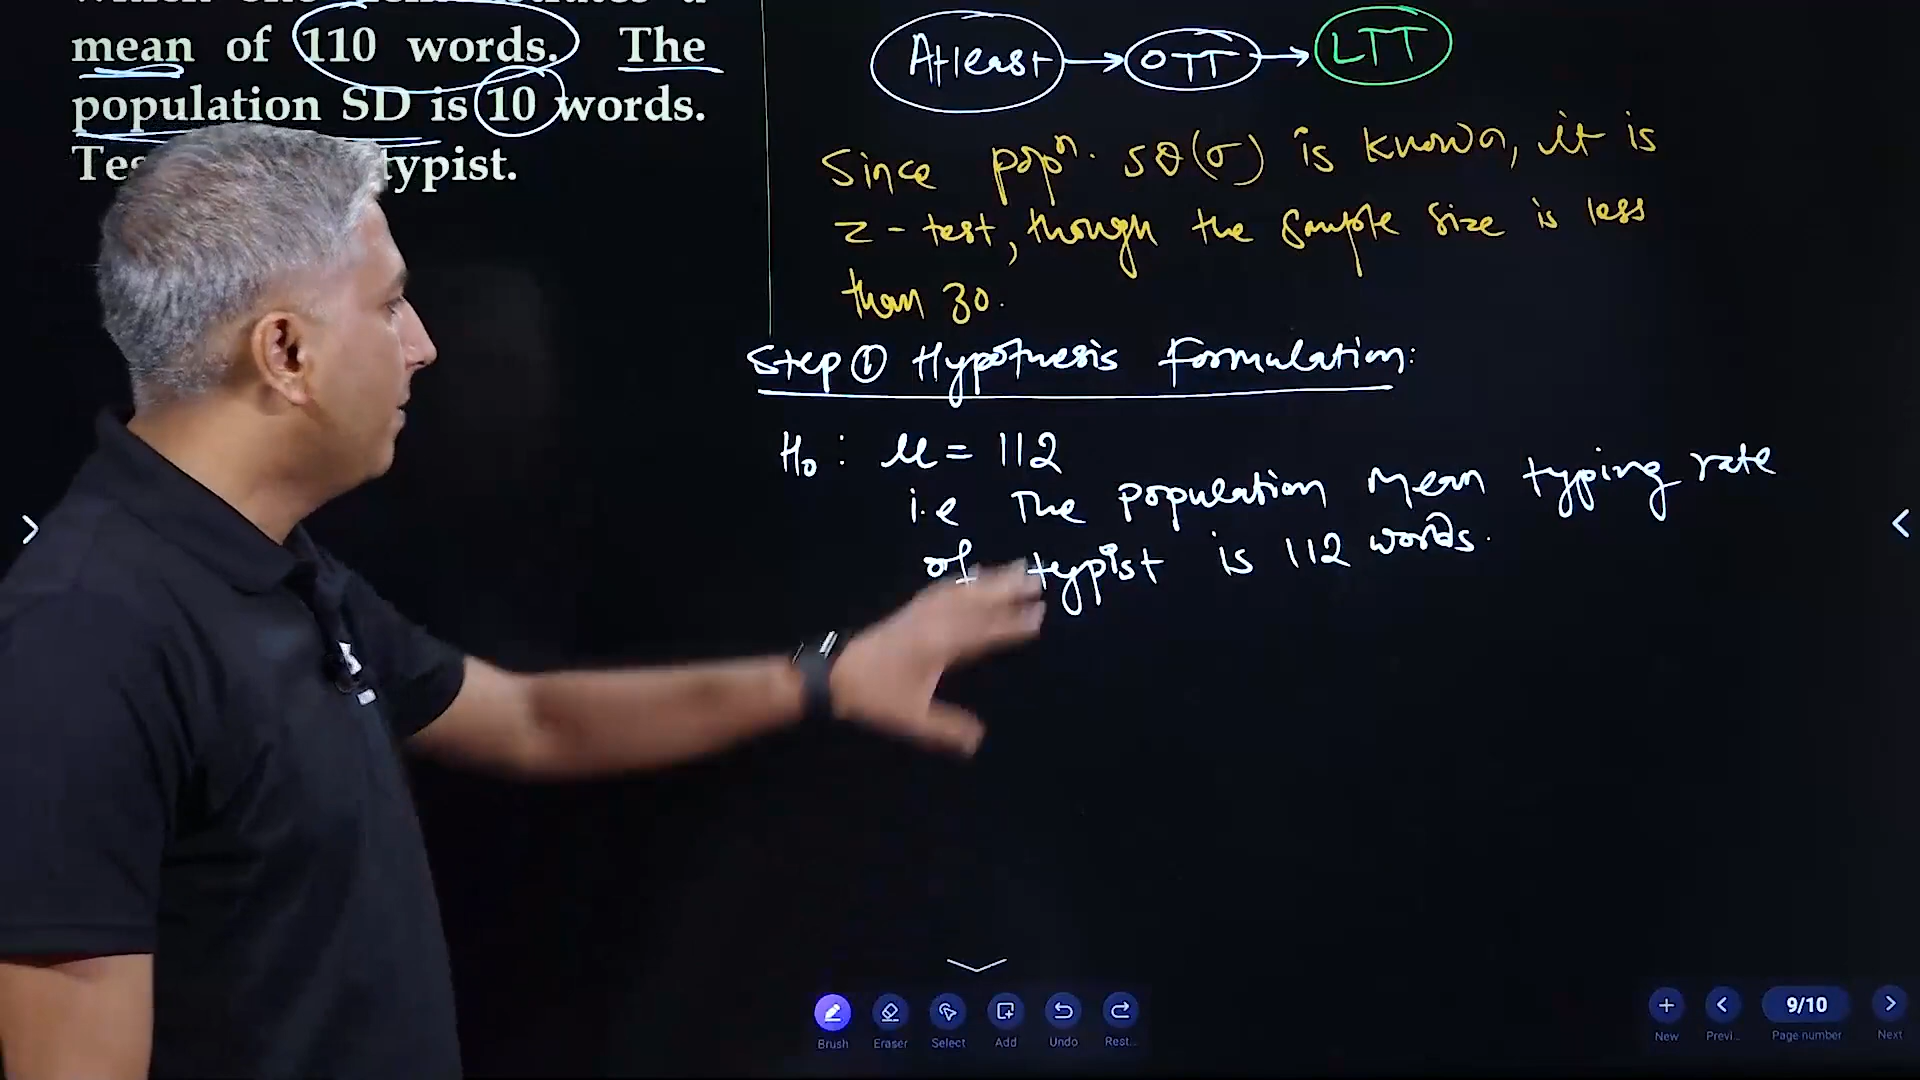 mean of 110 words. The
population SD is 10 words.
typist.
Atleast → OTT → LTT
Since popⁿ. SD(σ) is known, it is
z - test, though the sample size is less
than 30.
Step ① Hypothesis Formulation:
H₀ : μ = 112
i.e The population Mean typing rate
of typist is 112 words.
Brush Eraser Select Add Undo Rest...
New Previ... 9/10 Page number Next